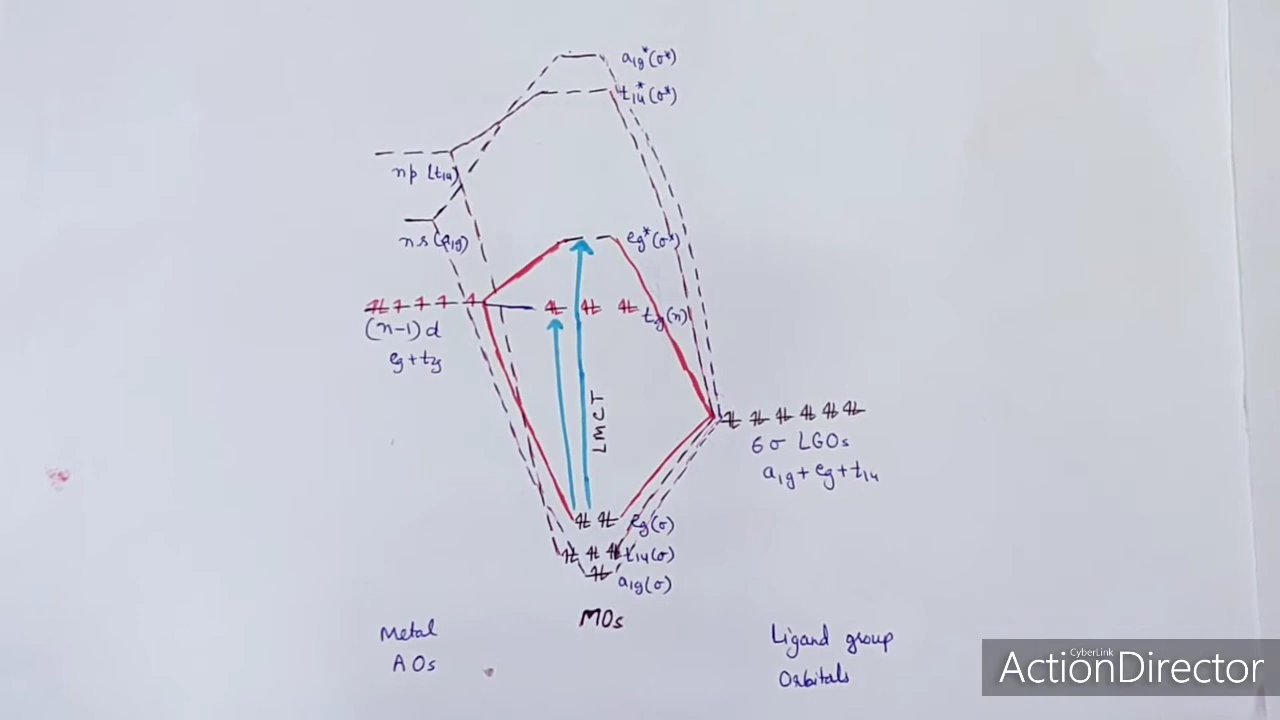 a1g*(σ*)
t1u*(σ*)
np (t1u)
ns (a1g)
eg*(σ*)
(n-1) d
eg + t2g
t2g(n)
LMCT
6σ LGOs
a1g + eg + t1u
eg(σ)
t1u(σ)
a1g(σ)
MOs
Metal
AOs
Ligand group
Orbitals
CyberLink
ActionDirector